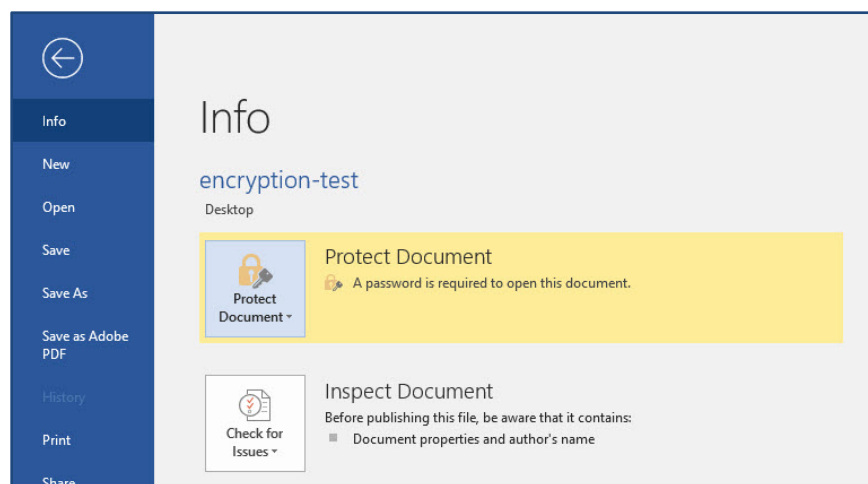 Info
New
Open
Save
Save As
Save as Adobe
PDF
History
Print
Share
Info
encryption-test
Desktop
Protect
Document
Protect Document
A password is required to open this document.
Check for
Issues
Inspect Document
Before publishing this file, be aware that it contains:
Document properties and author's name